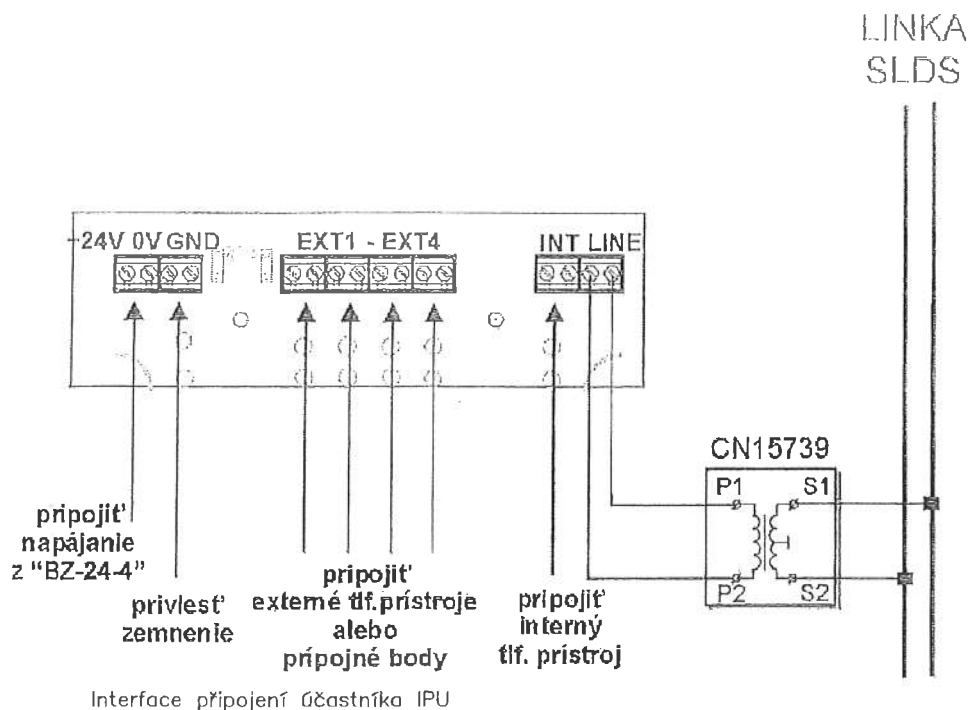 LINKA
SLDS
-24V 0V GND
EXT1 - EXT4
INT LINE
CN15739
P1
S1
P2
S2
pripojiť
napájanie
z "BZ-24-4"
priviesť
zemnenie
pripojiť
externé tlf.prístroje
alebo
prípojné body
pripojiť
interný
tlf. prístroj
Interface připojení účastníka IPU